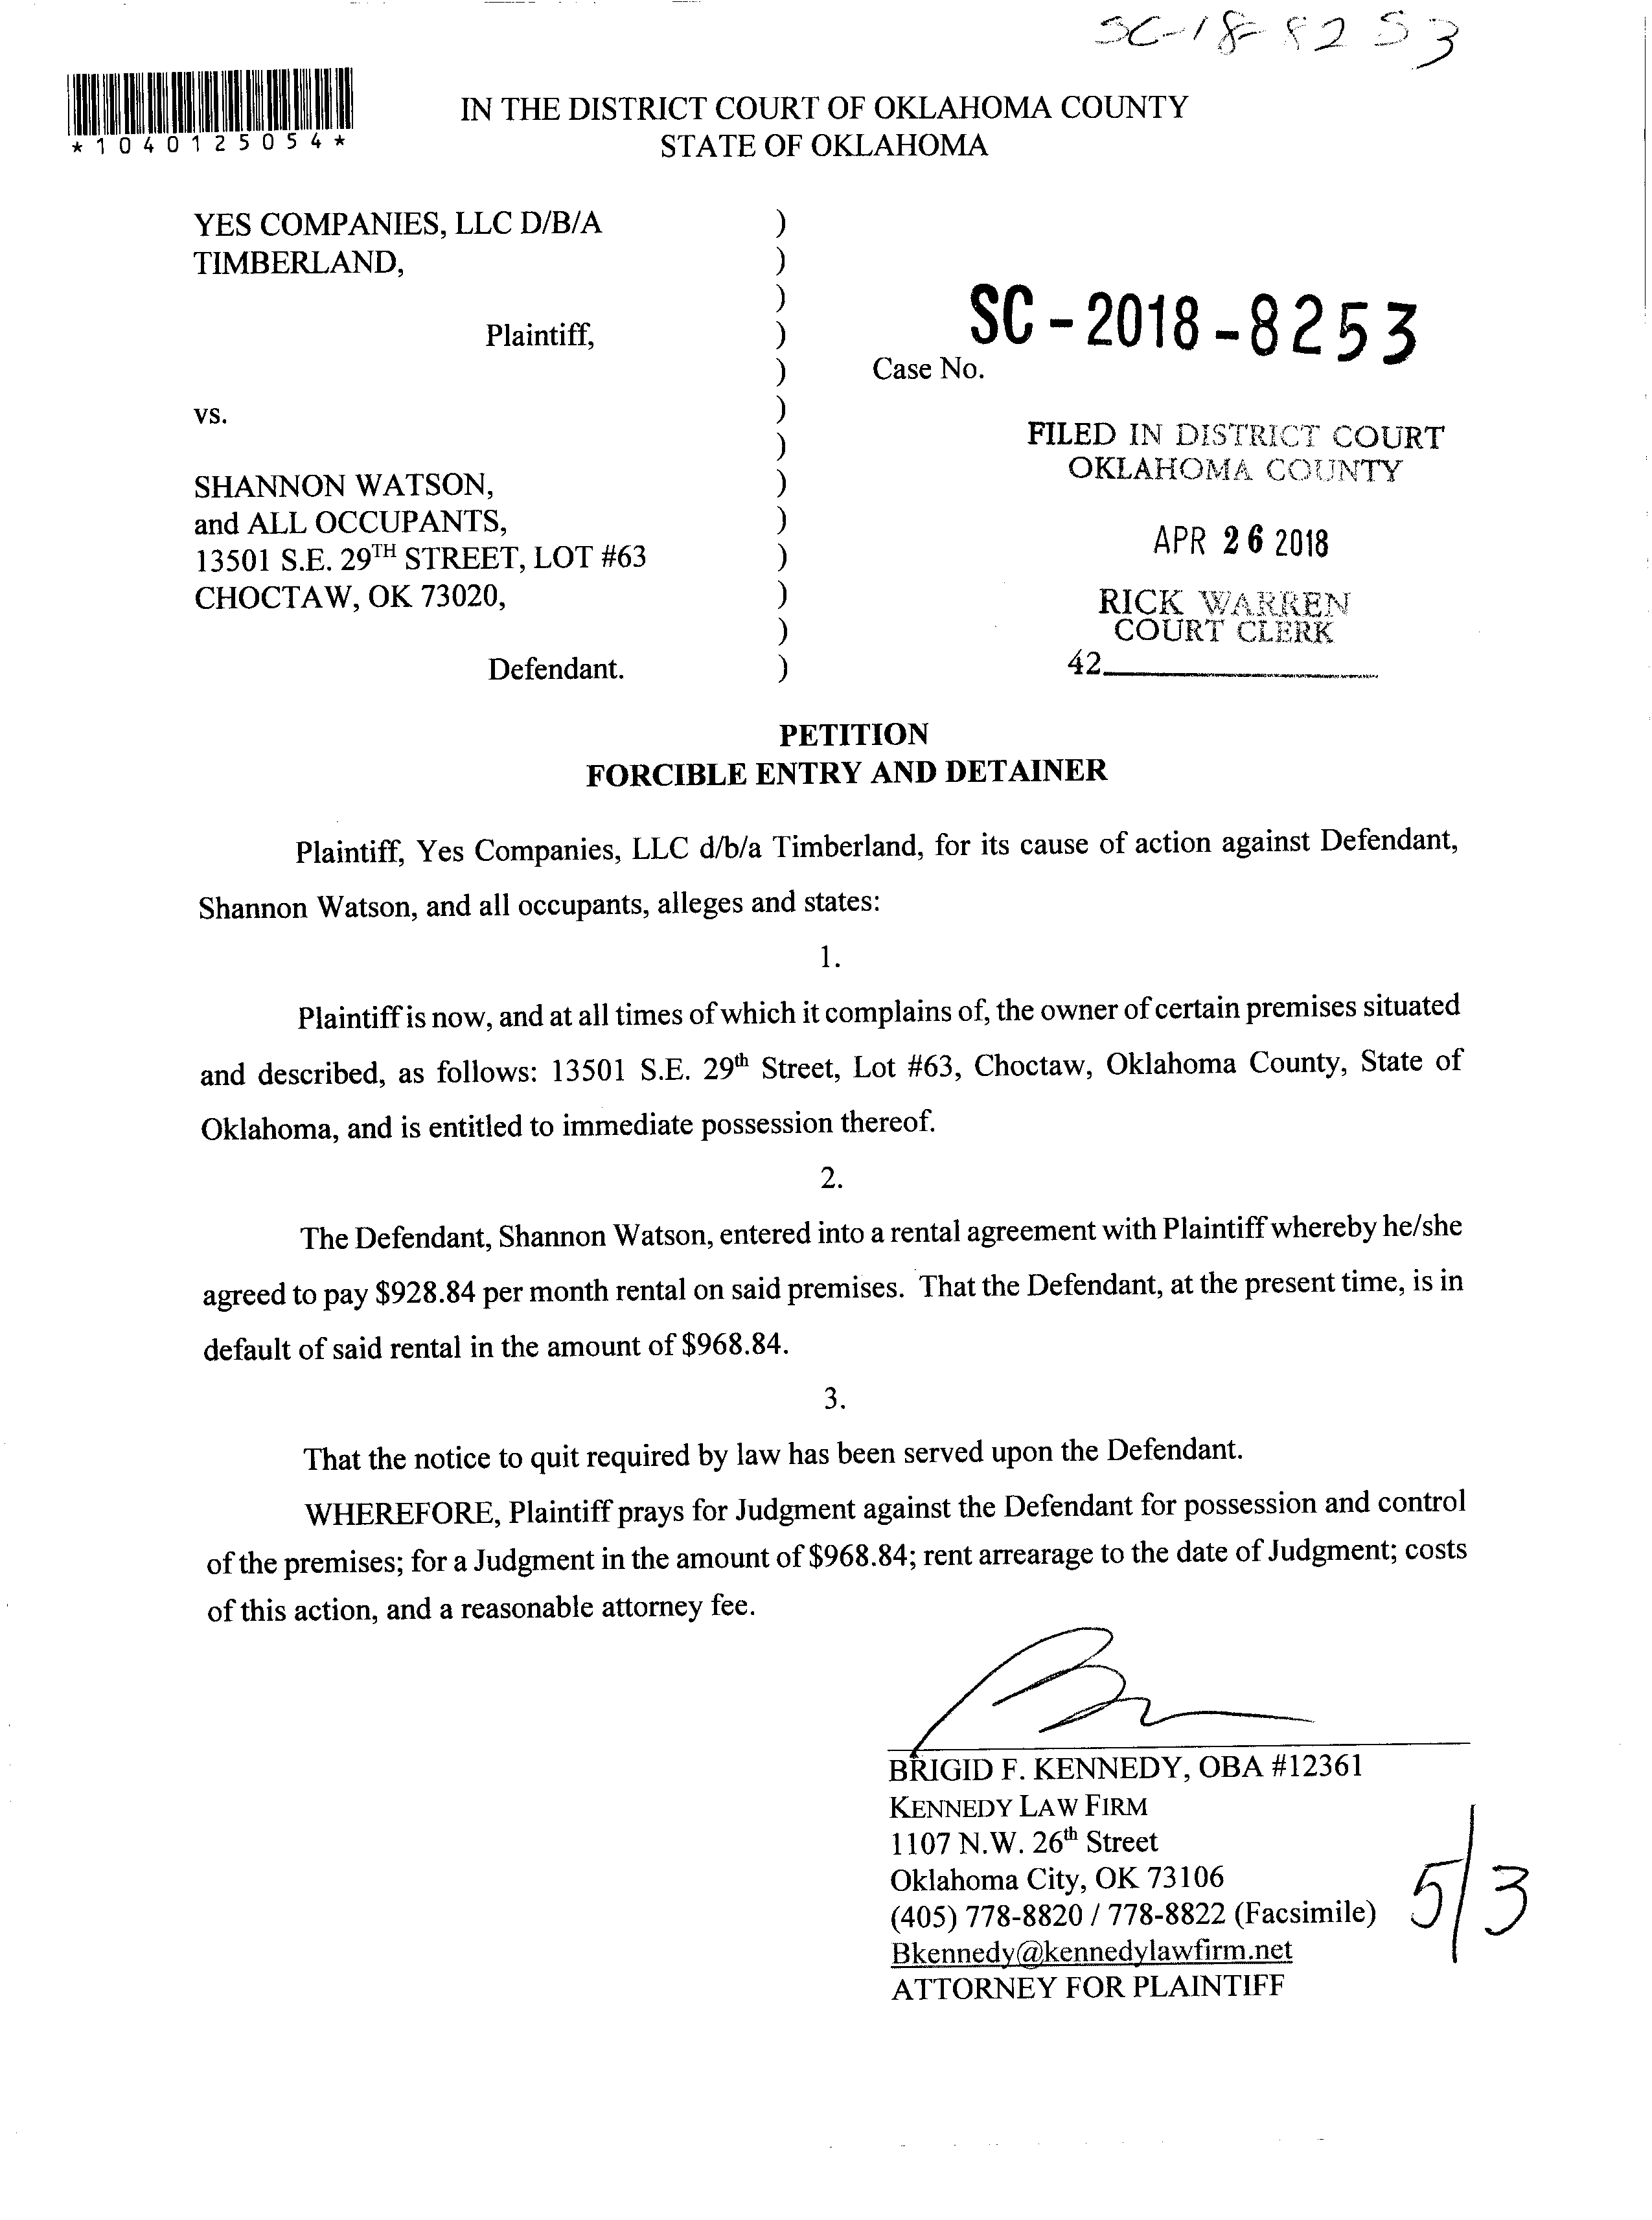 SC-18-8253
*1040125054*
IN THE DISTRICT COURT OF OKLAHOMA COUNTY
STATE OF OKLAHOMA
YES COMPANIES, LLC D/B/A )
TIMBERLAND, )
)
Plaintiff, )
SC-2018-8253
) Case No.
vs. )
)
FILED IN DISTRICT COURT
OKLAHOMA COUNTY
SHANNON WATSON, )
and ALL OCCUPANTS, )
APR 26 2018
13501 S.E. 29TH STREET, LOT #63 )
CHOCTAW, OK 73020, )
RICK WARREN
COURT CLERK
)
Defendant. )
42
PETITION
FORCIBLE ENTRY AND DETAINER
Plaintiff, Yes Companies, LLC d/b/a Timberland, for its cause of action against Defendant,
Shannon Watson, and all occupants, alleges and states:
1.
Plaintiff is now, and at all times of which it complains of, the owner of certain premises situated
and described, as follows: 13501 S.E. 29th Street, Lot #63, Choctaw, Oklahoma County, State of
Oklahoma, and is entitled to immediate possession thereof.
2.
The Defendant, Shannon Watson, entered into a rental agreement with Plaintiff whereby he/she
agreed to pay $928.84 per month rental on said premises. That the Defendant, at the present time, is in
default of said rental in the amount of $968.84.
3.
That the notice to quit required by law has been served upon the Defendant.
WHEREFORE, Plaintiff prays for Judgment against the Defendant for possession and control
of the premises; for a Judgment in the amount of $968.84; rent arrearage to the date of Judgment; costs
of this action, and a reasonable attorney fee.
BRIGID F. KENNEDY, OBA #12361
KENNEDY LAW FIRM
1107 N.W. 26th Street
Oklahoma City, OK 73106
(405) 778-8820 / 778-8822 (Facsimile)
Bkennedy@kennedylawfirm.net
ATTORNEY FOR PLAINTIFF
5/3